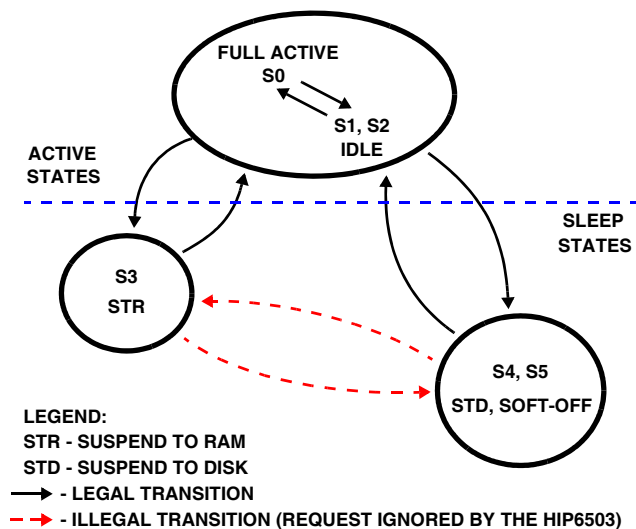 FULL ACTIVE
S0
S1, S2
IDLE
ACTIVE
STATES
SLEEP
STATES
S3
STR
S4, S5
STD, SOFT-OFF
LEGEND:
STR - SUSPEND TO RAM
STD - SUSPEND TO DISK
- LEGAL TRANSITION
- ILLEGAL TRANSITION (REQUEST IGNORED BY THE HIP6503)